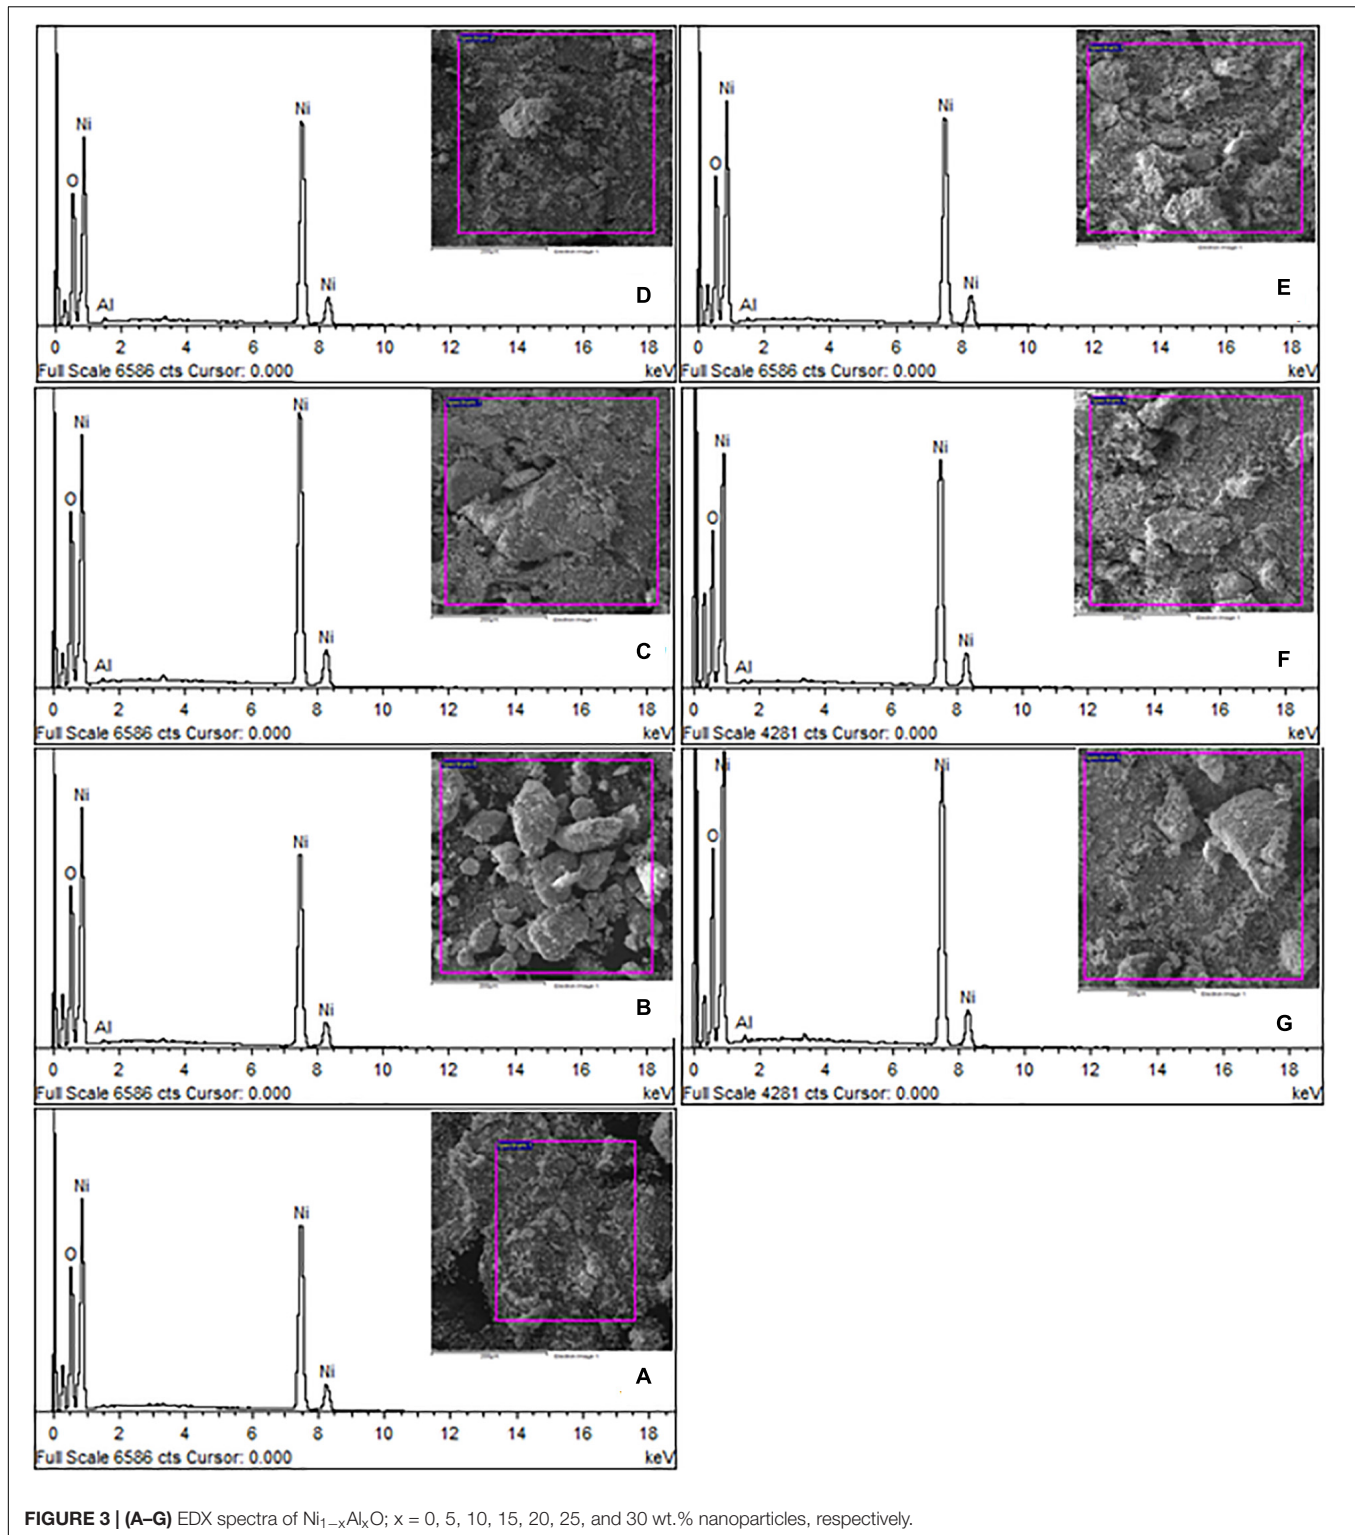 Ni
Ni
O
Al
Ni
D
0 2 4 6 8 10 12 14 16 18
Full Scale 6586 cts Cursor: 0.000 keV
Ni
Ni
O
Al
Ni
E
0 2 4 6 8 10 12 14 16 18
Full Scale 6586 cts Cursor: 0.000 keV
Ni
Ni
O
Al
Ni
C
0 2 4 6 8 10 12 14 16 18
Full Scale 6586 cts Cursor: 0.000 keV
Ni
Ni
O
Al
Ni
F
0 2 4 6 8 10 12 14 16 18
Full Scale 4281 cts Cursor: 0.000 keV
Ni
Ni
O
Al
Ni
B
0 2 4 6 8 10 12 14 16 18
Full Scale 6586 cts Cursor: 0.000 keV
Ni
Ni
O
Al
Ni
G
0 2 4 6 8 10 12 14 16 18
Full Scale 4281 cts Cursor: 0.000 keV
Ni
Ni
O
Ni
A
0 2 4 6 8 10 12 14 16 18
Full Scale 6586 cts Cursor: 0.000 keV
FIGURE 3 | (A–G) EDX spectra of Ni₁₋ₓAlₓO; x = 0, 5, 10, 15, 20, 25, and 30 wt.% nanoparticles, respectively.